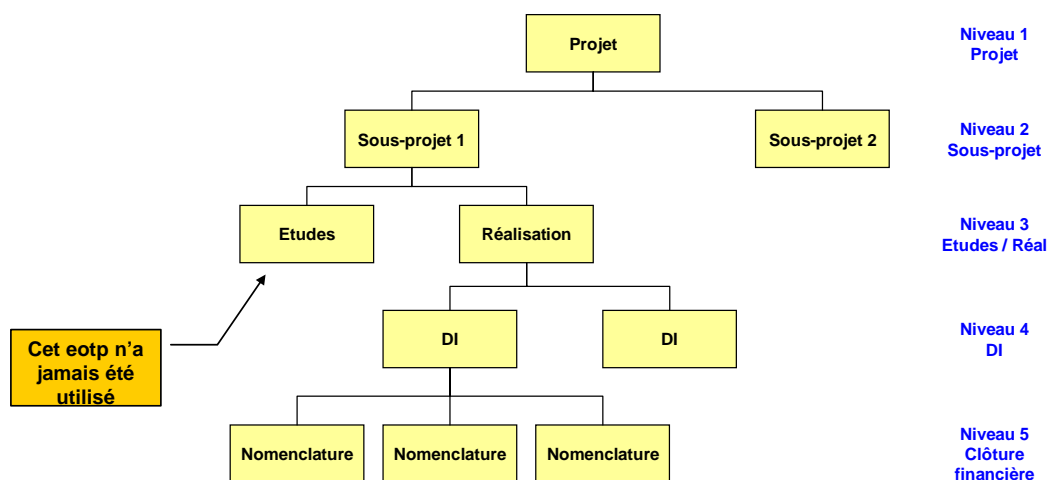 Projet
Niveau 1
Projet
Sous-projet 1
Sous-projet 2
Niveau 2
Sous-projet
Etudes
Réalisation
Niveau 3
Etudes / Réal
Cet eotp n'a
jamais été
utilisé
DI
DI
Niveau 4
DI
Nomenclature
Nomenclature
Nomenclature
Niveau 5
Clôture
financière